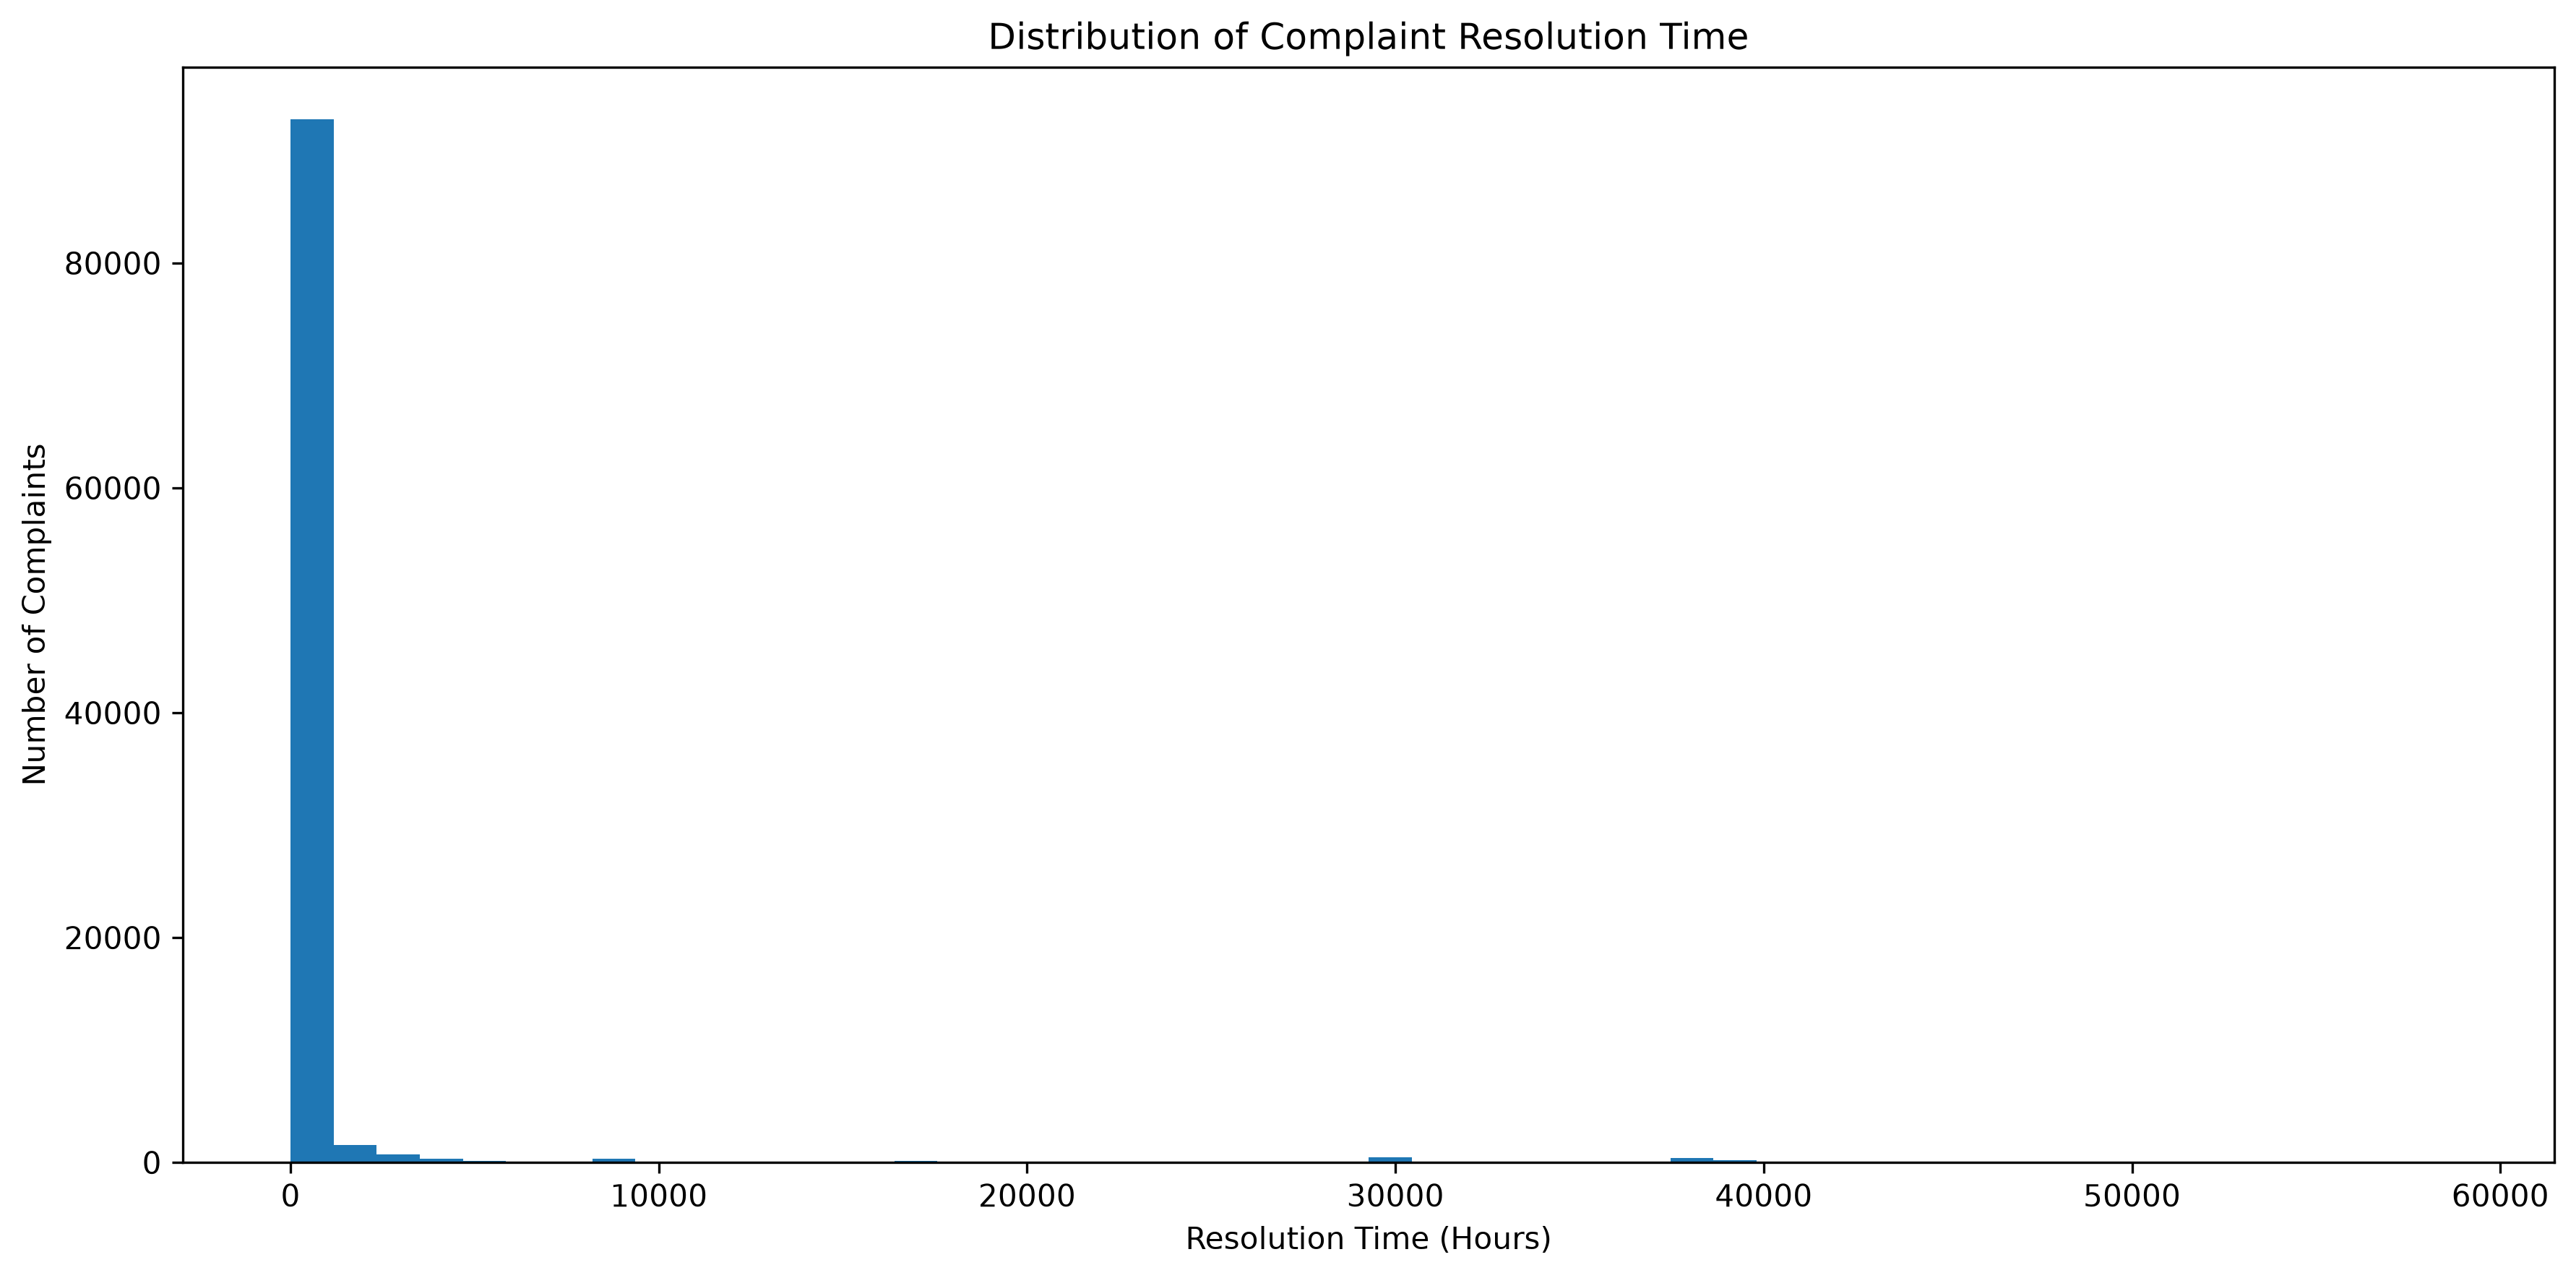 Distribution of Complaint Resolution Time
Number of Complaints
80000
60000
40000
20000
0
0 10000 20000 30000 40000 50000 60000
Resolution Time (Hours)